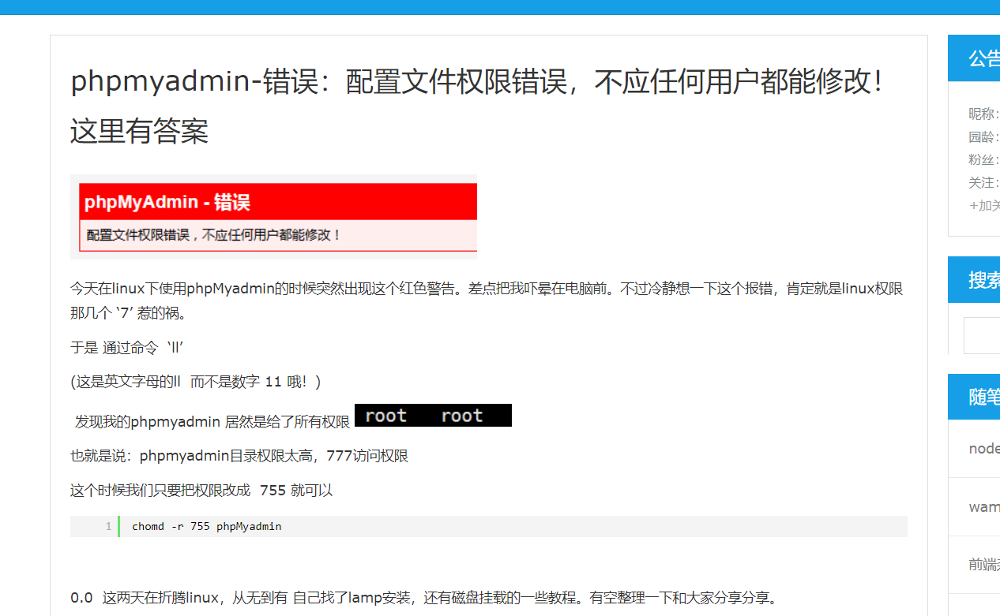 phpmyadmin-错误：配置文件权限错误，不应任何用户都能修改！
这里有答案
phpMyAdmin - 错误
配置文件权限错误，不应任何用户都能修改！
今天在linux下使用phpMyadmin的时候突然出现这个红色警告。差点把我吓晕在电脑前。不过冷静想一下这个报错，肯定就是linux权限
那几个 ‘7’ 惹的祸。
于是 通过命令  ‘ll’
(这是英文字母的ll  而不是数字 11 哦！)
发现我的phpmyadmin 居然是给了所有权限 root root
也就是说：phpmyadmin目录权限太高，777访问权限
这个时候我们只要把权限改成  755 就可以
1 chomd -r 755 phpMyadmin
0.0  这两天在折腾linux，从无到有 自己找了lamp安装，还有磁盘挂载的一些教程。有空整理一下和大家分享分享。
公告
昵称：
园龄：
粉丝：
关注：
+加关
搜索
随笔
node
wam
前端